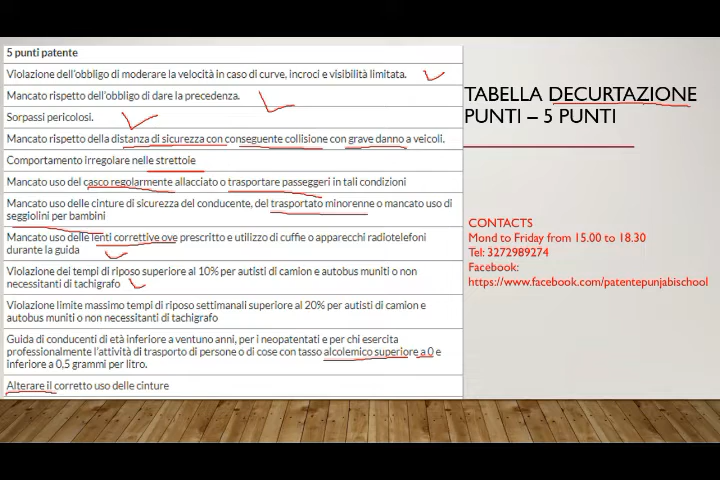 5 punti patente
Violazione dell'obbligo di moderare la velocità in caso di curve, incroci e visibilità limitata.
Mancato rispetto dell'obbligo di dare la precedenza.
Sorpassi pericolosi.
Mancato rispetto della distanza di sicurezza con conseguente collisione con grave danno a veicoli.
Comportamento irregolare nelle strettoie
Mancato uso del casco regolarmente allacciato o trasportare passeggeri in tali condizioni
Mancato uso delle cinture di sicurezza del conducente, del trasportato minorenne o mancato uso di
seggiolini per bambini
Mancato uso delle lenti correttive ove prescritto e utilizzo di cuffie o apparecchi radiotelefoni
durante la guida
Violazione dei tempi di riposo superiore al 10% per autisti di camion e autobus muniti o non
necessitanti di tachigrafo
Violazione limite massimo tempi di riposo settimanali superiore al 20% per autisti di camion e
autobus muniti o non necessitanti di tachigrafo
Guida di conducenti di età inferiore a ventuno anni, per i neopatentati e per chi esercita
professionalmente l'attività di trasporto di persone o di cose con tasso alcolemico superiore a 0 e
inferiore a 0,5 grammi per litro.
Alterare il corretto uso delle cinture
TABELLA DECURTAZIONE
PUNTI – 5 PUNTI
CONTACTS
Mond to Friday from 15.00 to 18.30
Tel: 3272989274
Facebook:
https://www.facebook.com/patentepunjabischool